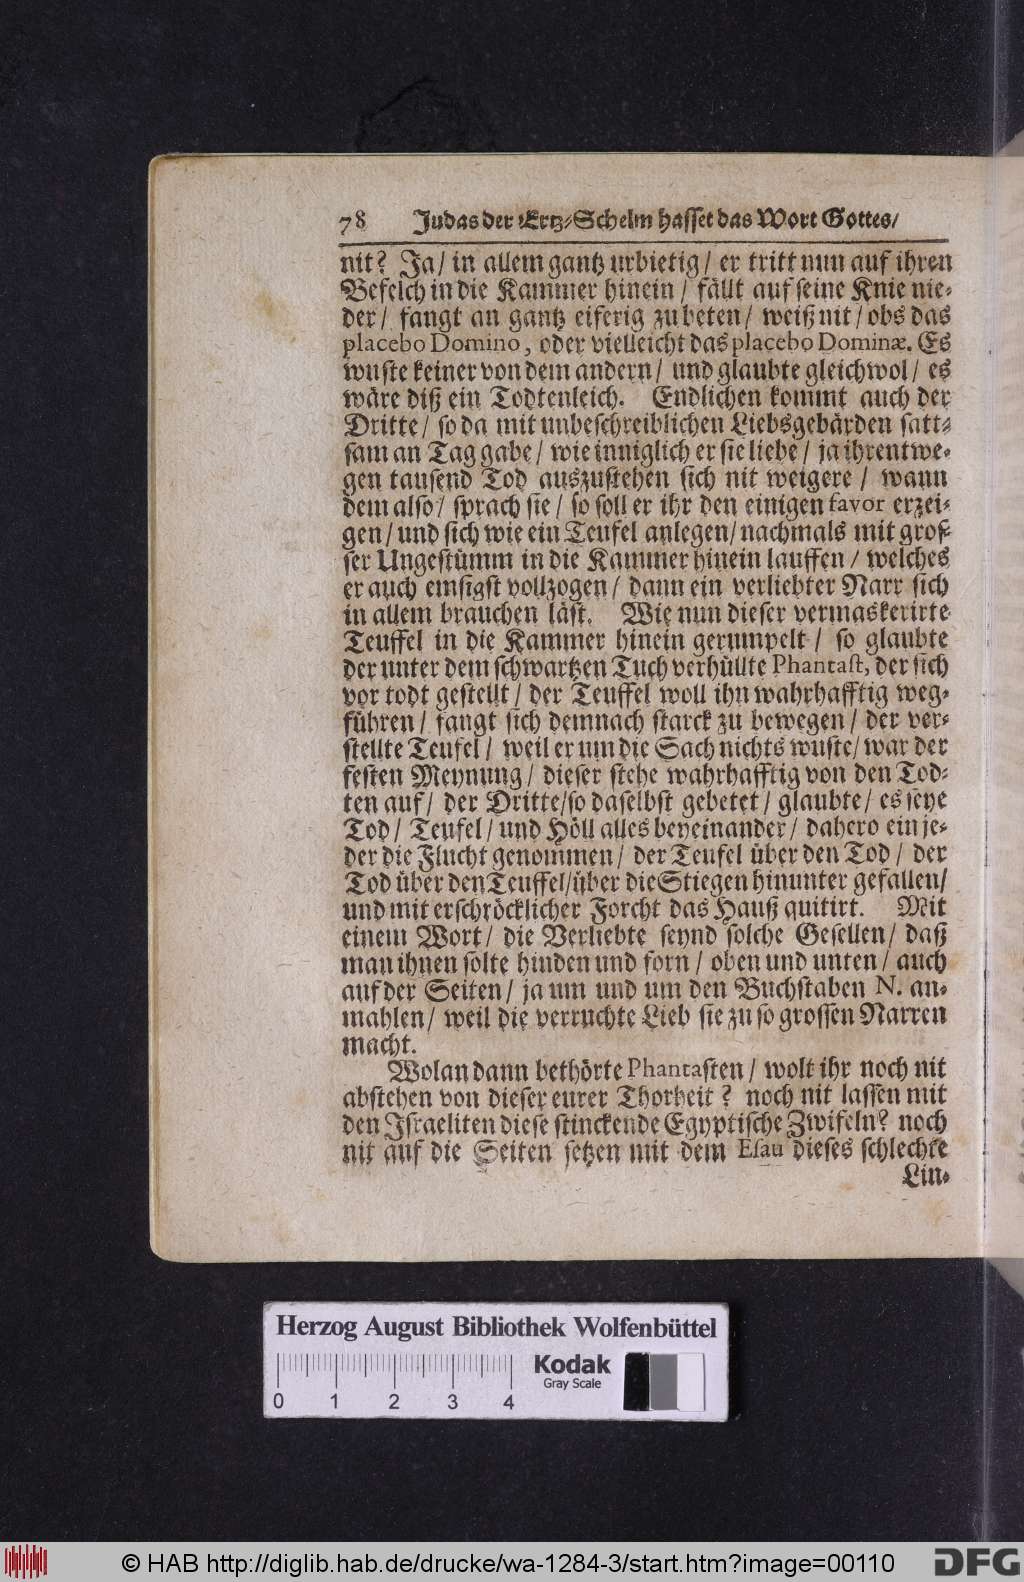 78 Judas der Ertz-Schelm hasset das Wort Gottes/
nit? Ja/ in allem gantz urbietig/ er tritt nun auf ihren
Befelch in die Kammer hinein/ fällt auf seine Knie nie-
der/ fangt an gantz eiferig zu beten/ weiß nit/ obs das
placebo Domino, oder vielleicht das placebo Dominæ. Es
wuste keiner von dem andern/ und glaubte gleichwol/ es
wäre diß ein Todtenleich. Endlichen kommt auch der
Dritte/ so da mit unbeschreiblichen Liebsgebärden satt-
sam an Tag gabe/ wie inniglich er sie liebe/ ja ihrentwe-
gen tausend Tod auszustehen sich nit weigere/ wann
dem also/ sprach sie/ so soll er ihr den einigen favor erzei-
gen/ und sich wie ein Teufel anlegen/ nachmals mit gros-
ser Ungestümm in die Kammer hinein lauffen/ welches
er auch emsigst vollzogen/ dann ein verliebter Narr sich
in allem brauchen läst. Wie nun dieser vermaskerirte
Teuffel in die Kammer hinein gerumpelt/ so glaubte
der unter dem schwartzen Tuch verhüllte Phantast, der sich
vor todt gestellt/ der Teuffel woll ihn wahrhafftig weg-
führen/ fangt sich demnach starck zu bewegen/ der ver-
stellte Teufel/ weil er um die Sach nichts wuste/ war der
festen Meynung/ dieser stehe wahrhafftig von den Tod-
ten auf/ der Dritte/ so daselbst gebetet/ glaubte/ es seye
Tod/ Teufel/ und Höll alles beyeinander/ dahero ein je-
der die Flucht genommen/ der Teufel über den Tod/ der
Tod über den Teuffel/ über die Stiegen hinunter gefallen/
und mit erschröcklicher Forcht das Hauß quitirt. Mit
einem Wort/ die Verliebte seynd solche Gesellen/ daß
man ihnen solte hinden und forn/ oben und unten/ auch
auf der Seiten/ ja um und um den Buchstaben N. an-
mahlen/ weil die verruchte Lieb sie zu so grossen Narren
macht.
Wolan dann bethörte Phantasten/ wolt ihr noch nit
abstehen von dieser eurer Thorheit? noch nit lassen mit
den Israeliten diese stinckende Egyptische Zwifeln? noch
nit auf die Seiten setzen mit dem Esau dieses schlechte
Lin-
Herzog August Bibliothek Wolfenbüttel
Kodak
Gray Scale
0 1 2 3 4
© HAB http://diglib.hab.de/drucke/wa-1284-3/start.htm?image=00110
DFG